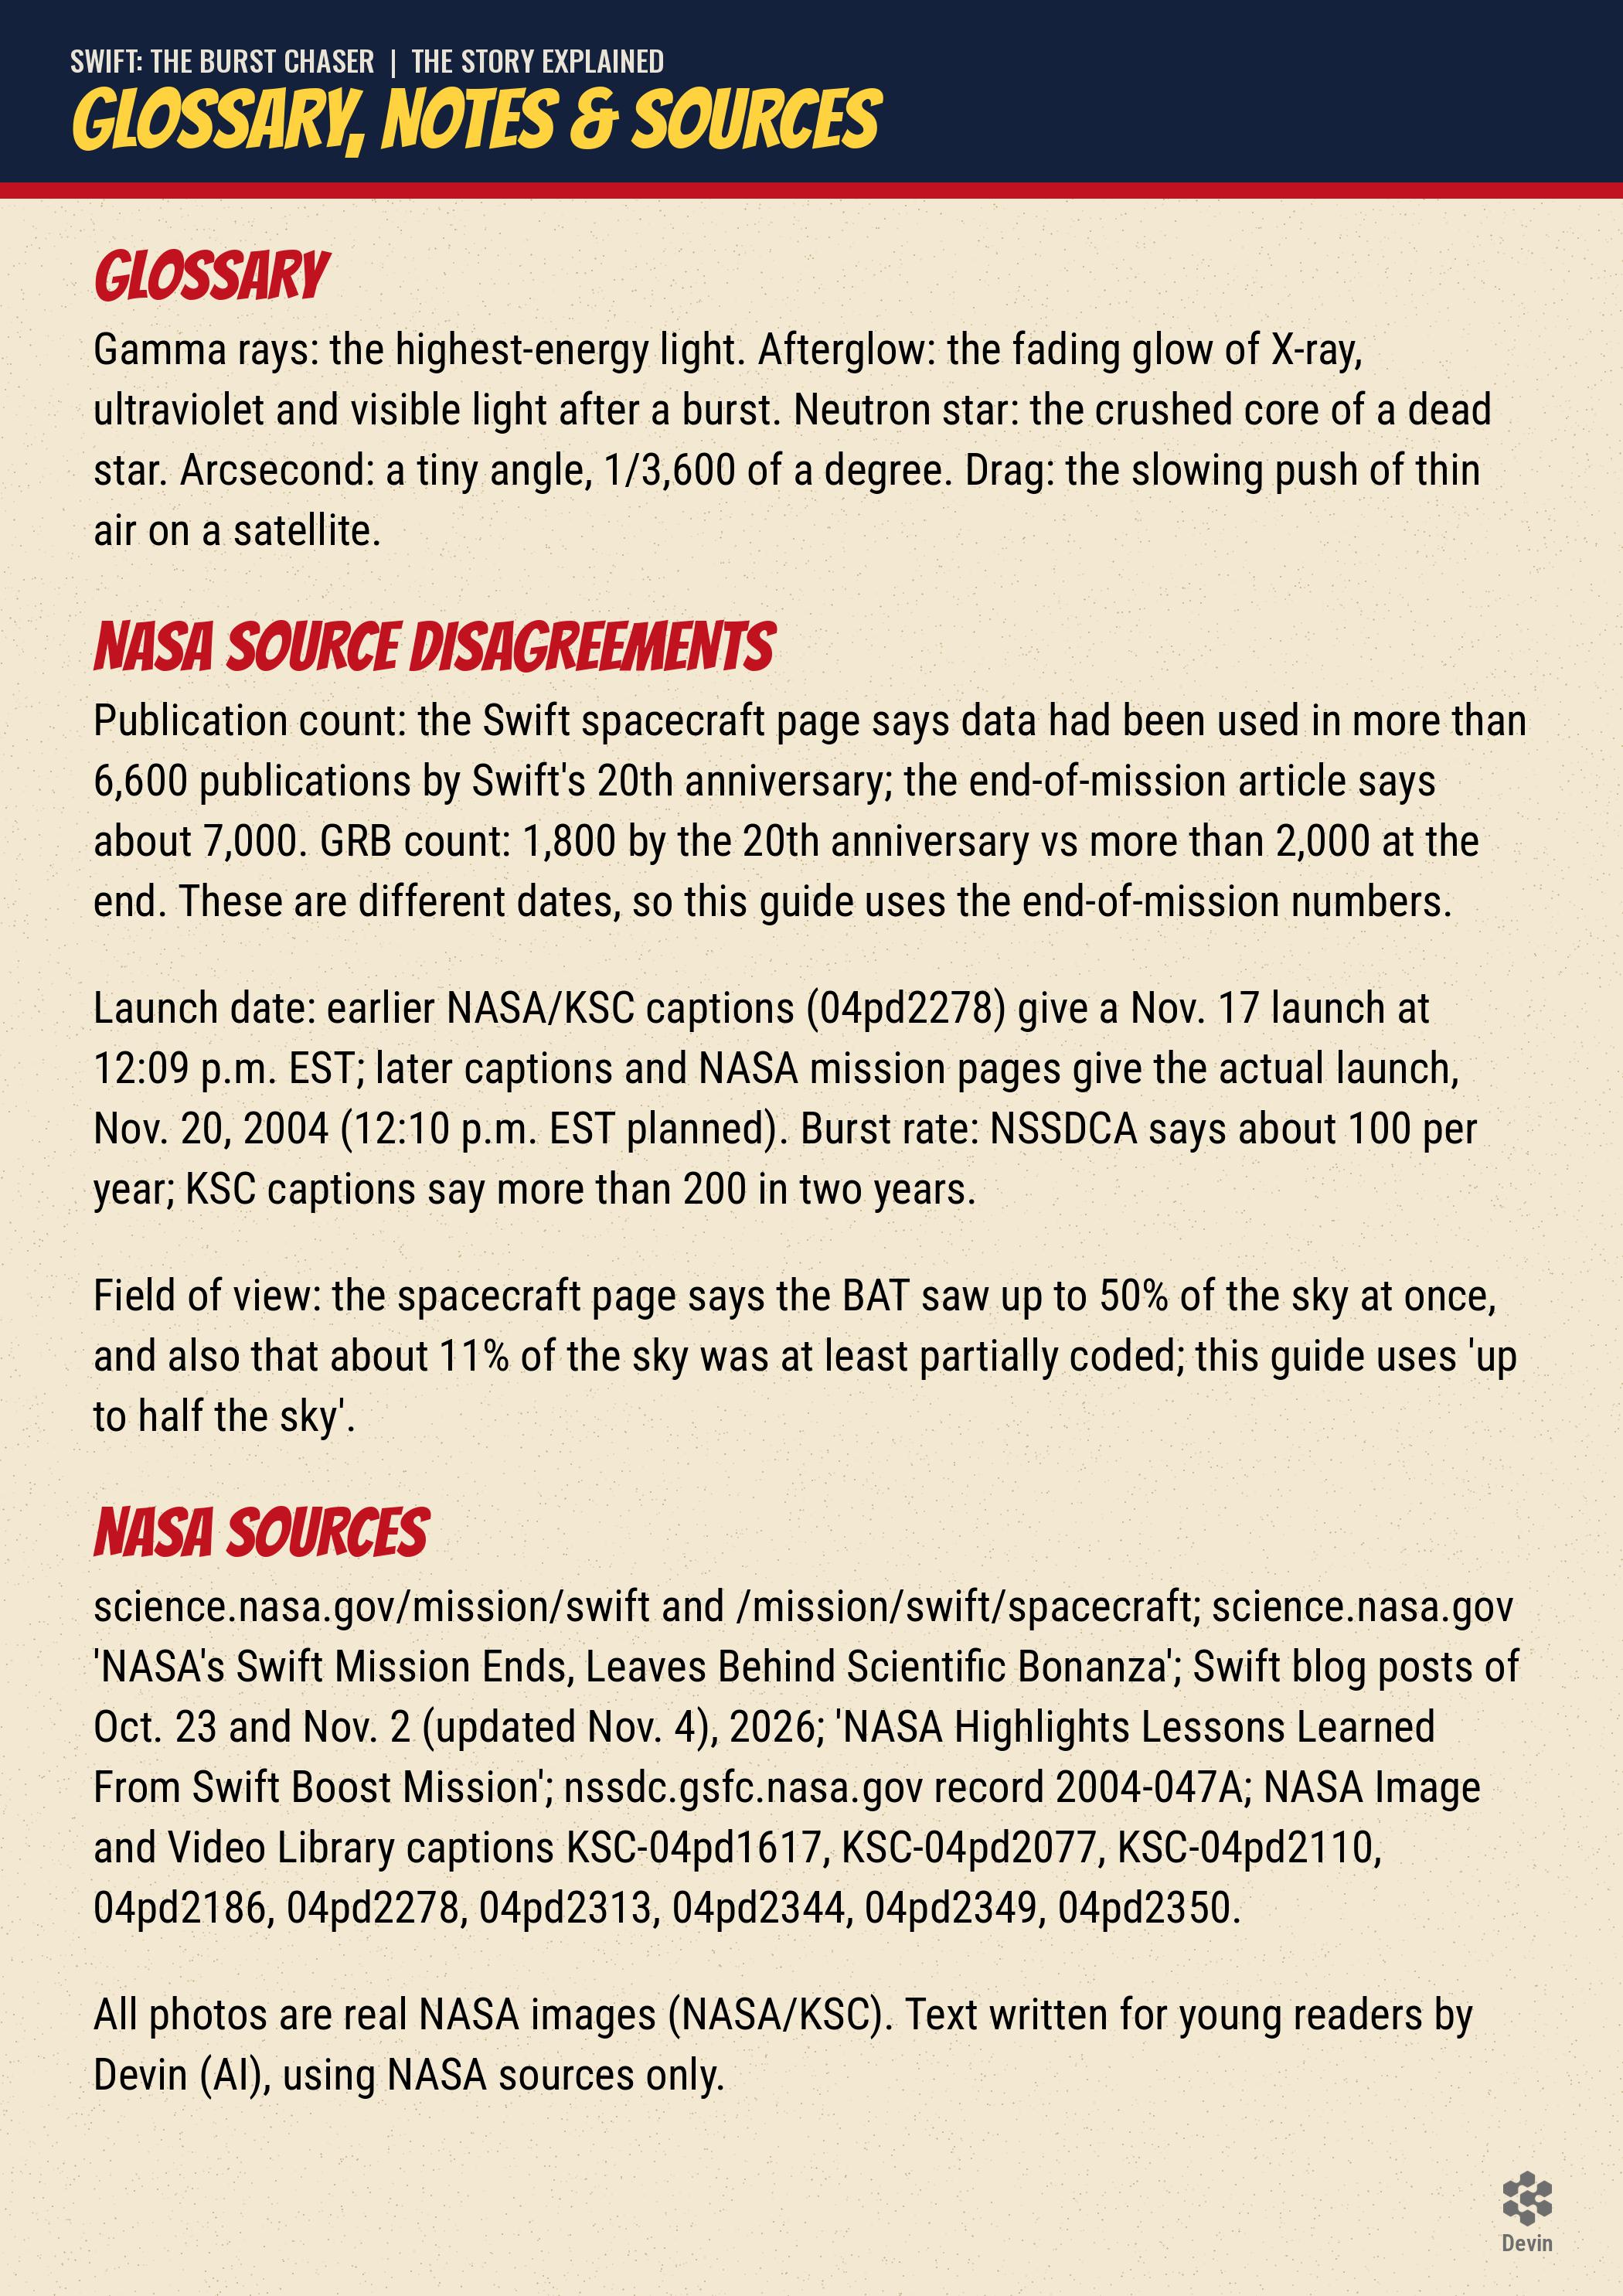 SWIFT: THE BURST CHASER | THE STORY EXPLAINED
GLOSSARY, NOTES & SOURCES
GLOSSARY
Gamma rays: the highest-energy light. Afterglow: the fading glow of X-ray,
ultraviolet and visible light after a burst. Neutron star: the crushed core of a dead
star. Arcsecond: a tiny angle, 1/3,600 of a degree. Drag: the slowing push of thin
air on a satellite.
NASA SOURCE DISAGREEMENTS
Publication count: the Swift spacecraft page says data had been used in more than
6,600 publications by Swift's 20th anniversary; the end-of-mission article says
about 7,000. GRB count: 1,800 by the 20th anniversary vs more than 2,000 at the
end. These are different dates, so this guide uses the end-of-mission numbers.
Launch date: earlier NASA/KSC captions (04pd2278) give a Nov. 17 launch at
12:09 p.m. EST; later captions and NASA mission pages give the actual launch,
Nov. 20, 2004 (12:10 p.m. EST planned). Burst rate: NSSDCA says about 100 per
year; KSC captions say more than 200 in two years.
Field of view: the spacecraft page says the BAT saw up to 50% of the sky at once,
and also that about 11% of the sky was at least partially coded; this guide uses 'up
to half the sky'.
NASA SOURCES
science.nasa.gov/mission/swift and /mission/swift/spacecraft; science.nasa.gov
'NASA's Swift Mission Ends, Leaves Behind Scientific Bonanza'; Swift blog posts of
Oct. 23 and Nov. 2 (updated Nov. 4), 2026; 'NASA Highlights Lessons Learned
From Swift Boost Mission'; nssdc.gsfc.nasa.gov record 2004-047A; NASA Image
and Video Library captions KSC-04pd1617, KSC-04pd2077, KSC-04pd2110,
04pd2186, 04pd2278, 04pd2313, 04pd2344, 04pd2349, 04pd2350.
All photos are real NASA images (NASA/KSC). Text written for young readers by
Devin (AI), using NASA sources only.
Devin